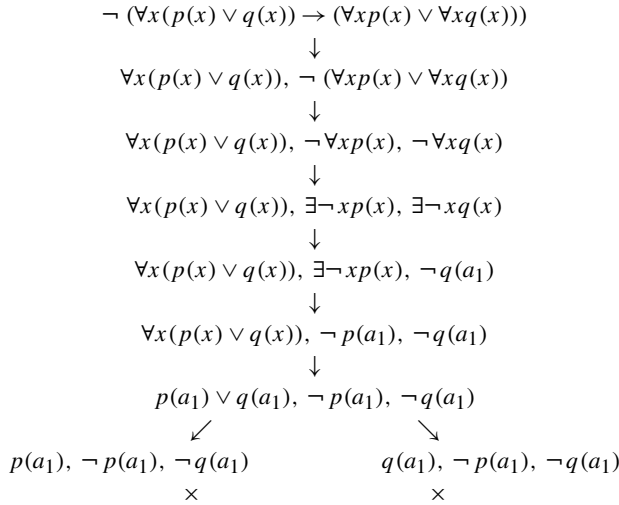 ¬ (∀x(p(x) ∨ q(x)) → (∀xp(x) ∨ ∀xq(x)))
↓
∀x(p(x) ∨ q(x)), ¬ (∀xp(x) ∨ ∀xq(x))
↓
∀x(p(x) ∨ q(x)), ¬∀xp(x), ¬∀xq(x)
↓
∀x(p(x) ∨ q(x)), ∃¬xp(x), ∃¬xq(x)
↓
∀x(p(x) ∨ q(x)), ∃¬xp(x), ¬q(a₁)
↓
∀x(p(x) ∨ q(x)), ¬p(a₁), ¬q(a₁)
↓
p(a₁) ∨ q(a₁), ¬p(a₁), ¬q(a₁)
↙ ↘
p(a₁), ¬p(a₁), ¬q(a₁) q(a₁), ¬p(a₁), ¬q(a₁)
× ×